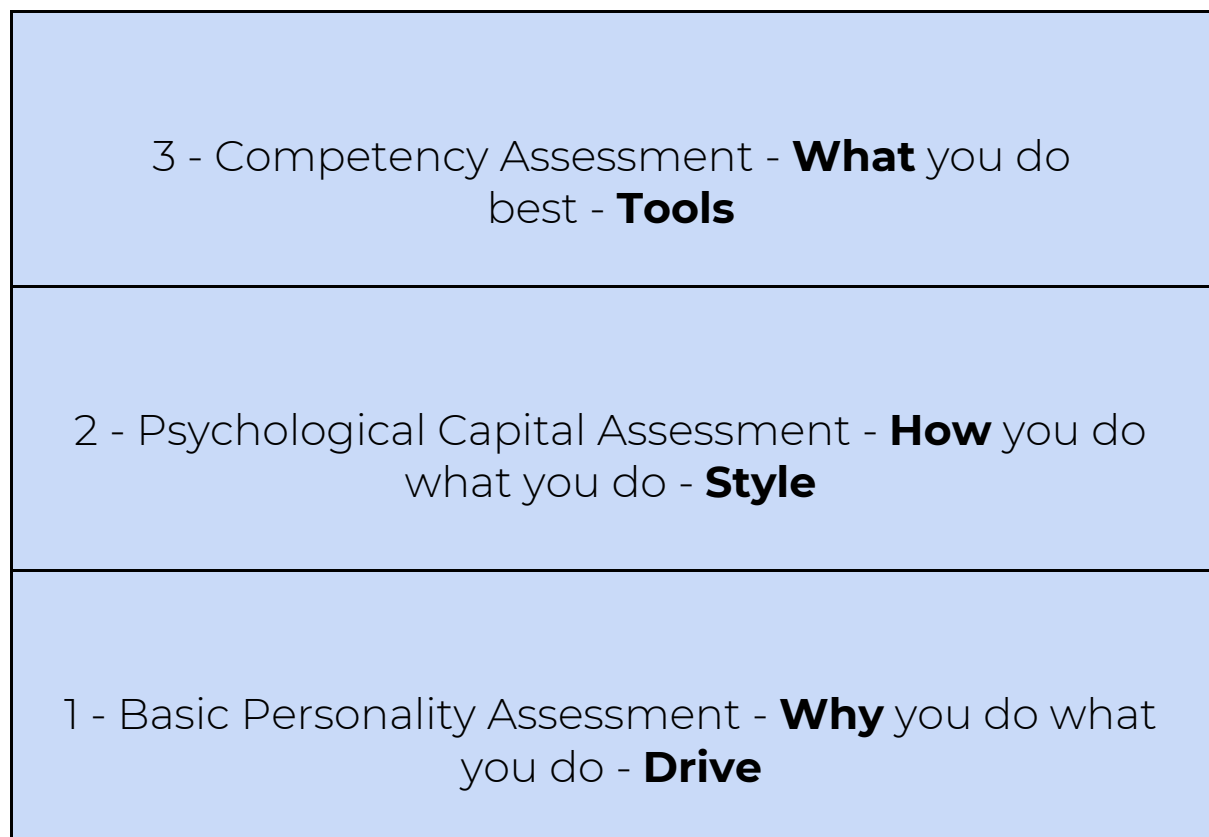 3 - Competency Assessment - What you do
best - Tools
2 - Psychological Capital Assessment - How you do
what you do - Style
1 - Basic Personality Assessment - Why you do what
you do - Drive